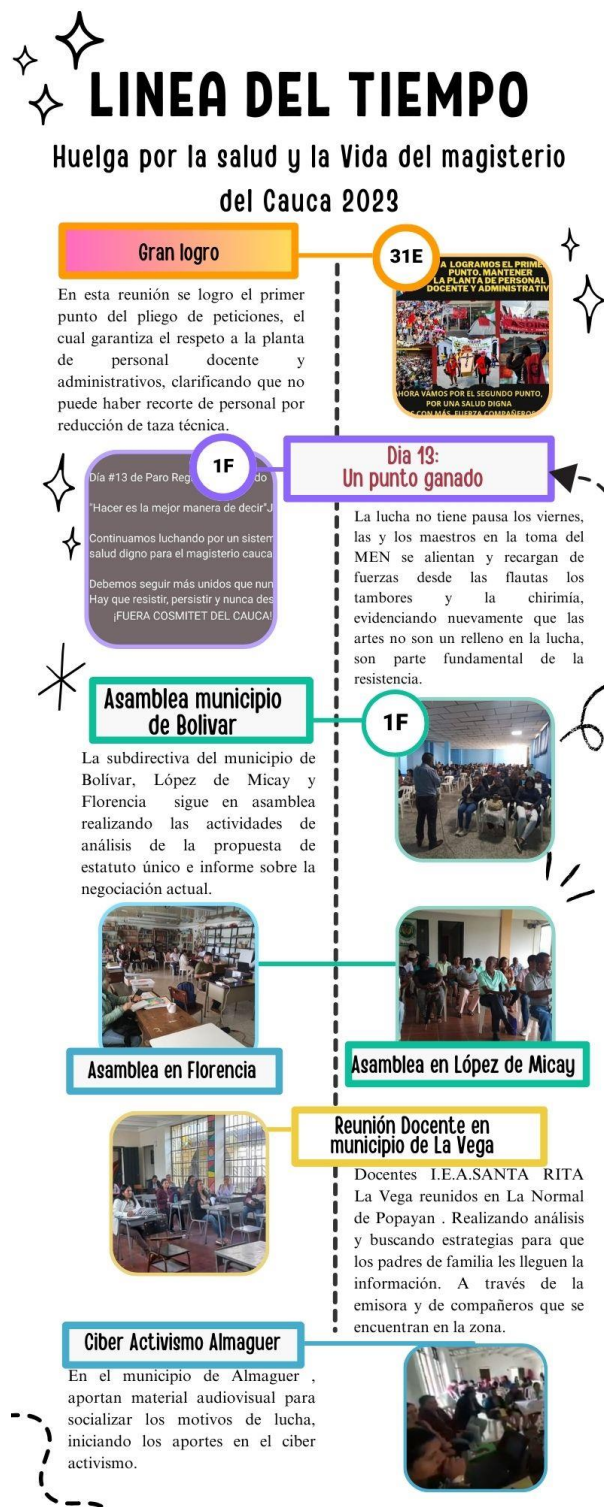 LINEA DEL TIEMPO
Huelga por la salud y la Vida del magisterio
del Cauca 2023
Gran logro
31E
En esta reunión se logro el primer
punto del pliego de peticiones, el
cual garantiza el respeto a la planta
de personal docente y
administrativos, clarificando que no
puede haber recorte de personal por
reducción de taza técnica.
LOGRAMOS EL PRIME
PUNTO. MANTENER
LA PLANTA DE PERSONAL
DOCENTE Y ADMINISTRATIV
HORA VAMOS POR EL SEGUNDO PUNTO,
POR UNA SALUD DIGNA
CON MÁS FUERZA COMPAÑERO
1F
Dia 13:
Un punto ganado
Día #13 de Paro Reg
"Hacer es la mejor manera de decir"J
Continuamos luchando por un sistem
salud digno para el magisterio cauca
Debemos seguir más unidos que nun
Hay que resistir, persistir y nunca des
¡FUERA COSMITET DEL CAUCA!
La lucha no tiene pausa los viernes,
las y los maestros en la toma del
MEN se alientan y recargan de
fuerzas desde las flautas los
tambores y la chirimía,
evidenciando nuevamente que las
artes no son un relleno en la lucha,
son parte fundamental de la
resistencia.
Asamblea municipio
de Bolivar
1F
La subdirectiva del municipio de
Bolívar, López de Micay y
Florencia sigue en asamblea
realizando las actividades de
análisis de la propuesta de
estatuto único e informe sobre la
negociación actual.
Asamblea en Florencia
Asamblea en López de Micay
Reunión Docente en
municipio de La Vega
Docentes I.E.A.SANTA RITA
La Vega reunidos en La Normal
de Popayan . Realizando análisis
y buscando estrategias para que
los padres de familia les lleguen la
información. A través de la
emisora y de compañeros que se
encuentran en la zona.
Ciber Activismo Almaguer
En el municipio de Almaguer ,
aportan material audiovisual para
socializar los motivos de lucha,
iniciando los aportes en el ciber
activismo.